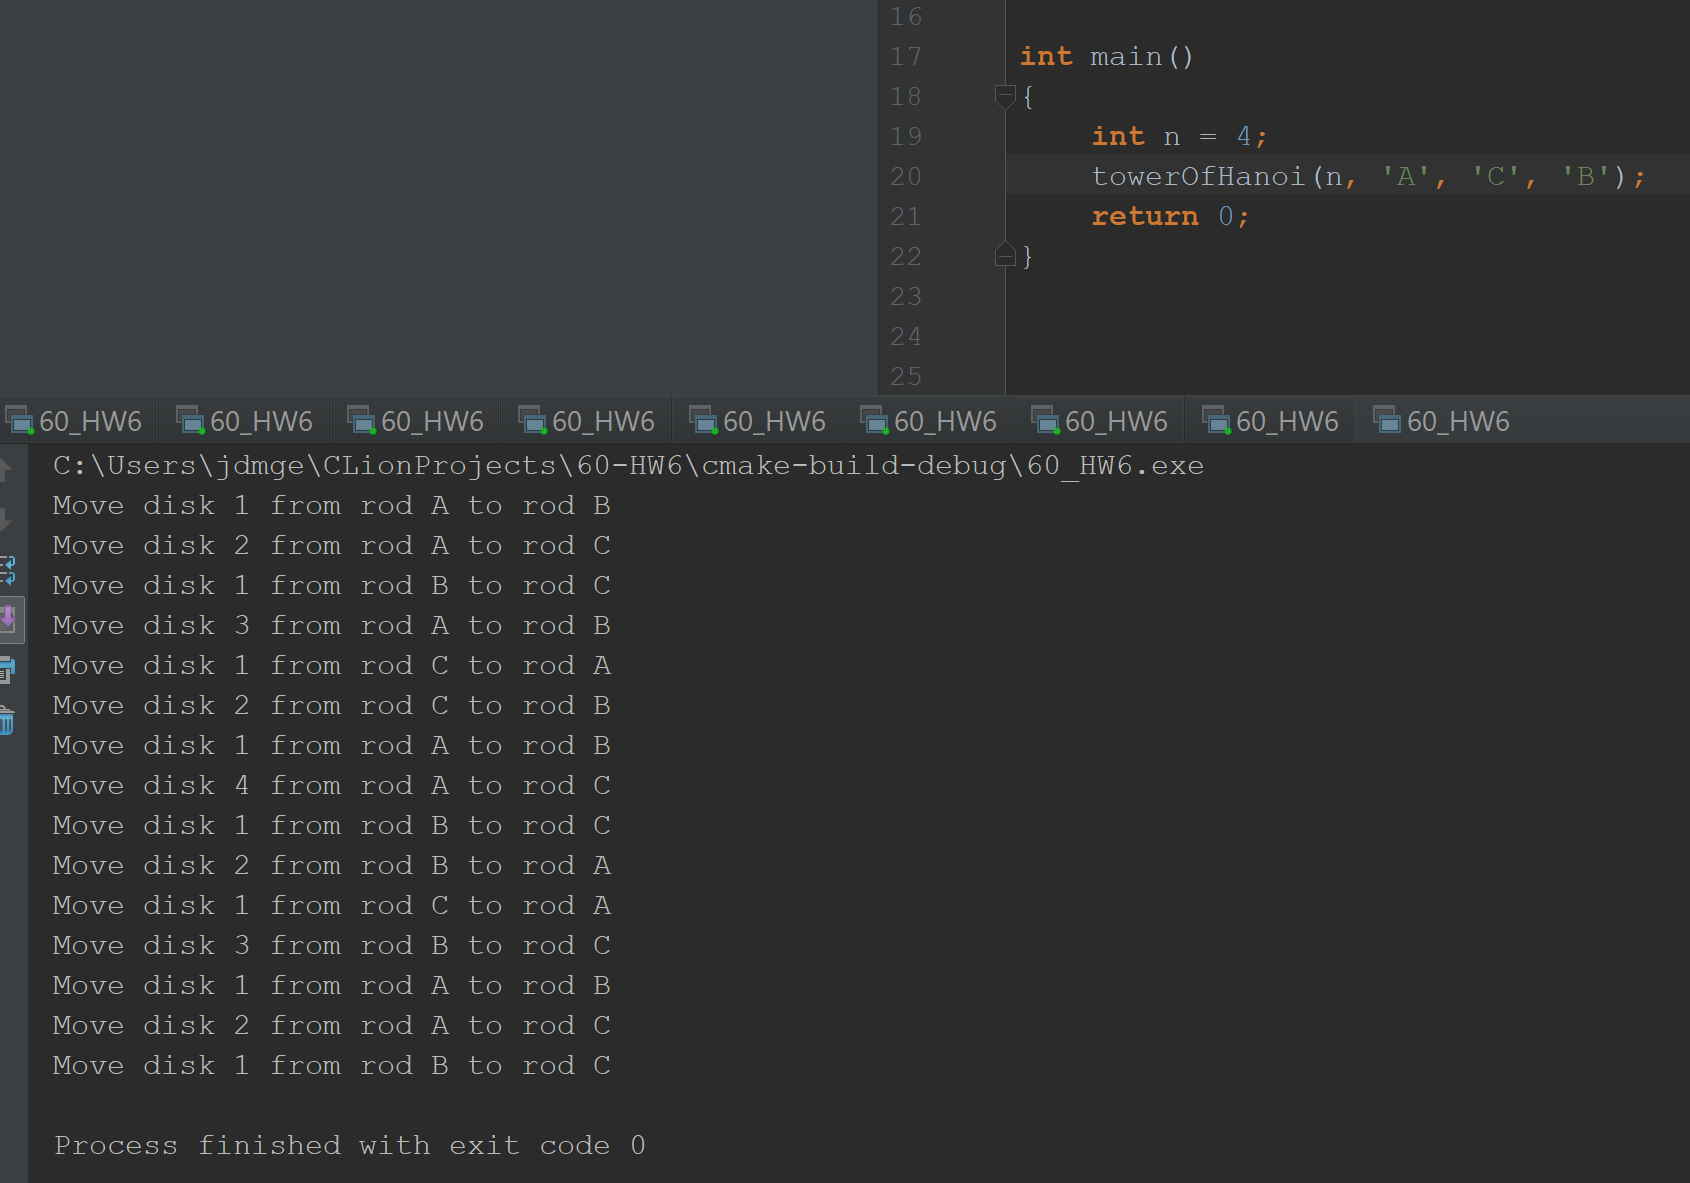 16
17 int main()
18 {
19 int n = 4;
20 towerOfHanoi(n, 'A', 'C', 'B');
21 return 0;
22 }
23
24
25
60_HW6 60_HW6 60_HW6 60_HW6 60_HW6 60_HW6 60_HW6 60_HW6 60_HW6
C:\Users\jdmge\CLionProjects\60-HW6\cmake-build-debug\60_HW6.exe
Move disk 1 from rod A to rod B
Move disk 2 from rod A to rod C
Move disk 1 from rod B to rod C
Move disk 3 from rod A to rod B
Move disk 1 from rod C to rod A
Move disk 2 from rod C to rod B
Move disk 1 from rod A to rod B
Move disk 4 from rod A to rod C
Move disk 1 from rod B to rod C
Move disk 2 from rod B to rod A
Move disk 1 from rod C to rod A
Move disk 3 from rod B to rod C
Move disk 1 from rod A to rod B
Move disk 2 from rod A to rod C
Move disk 1 from rod B to rod C
Process finished with exit code 0